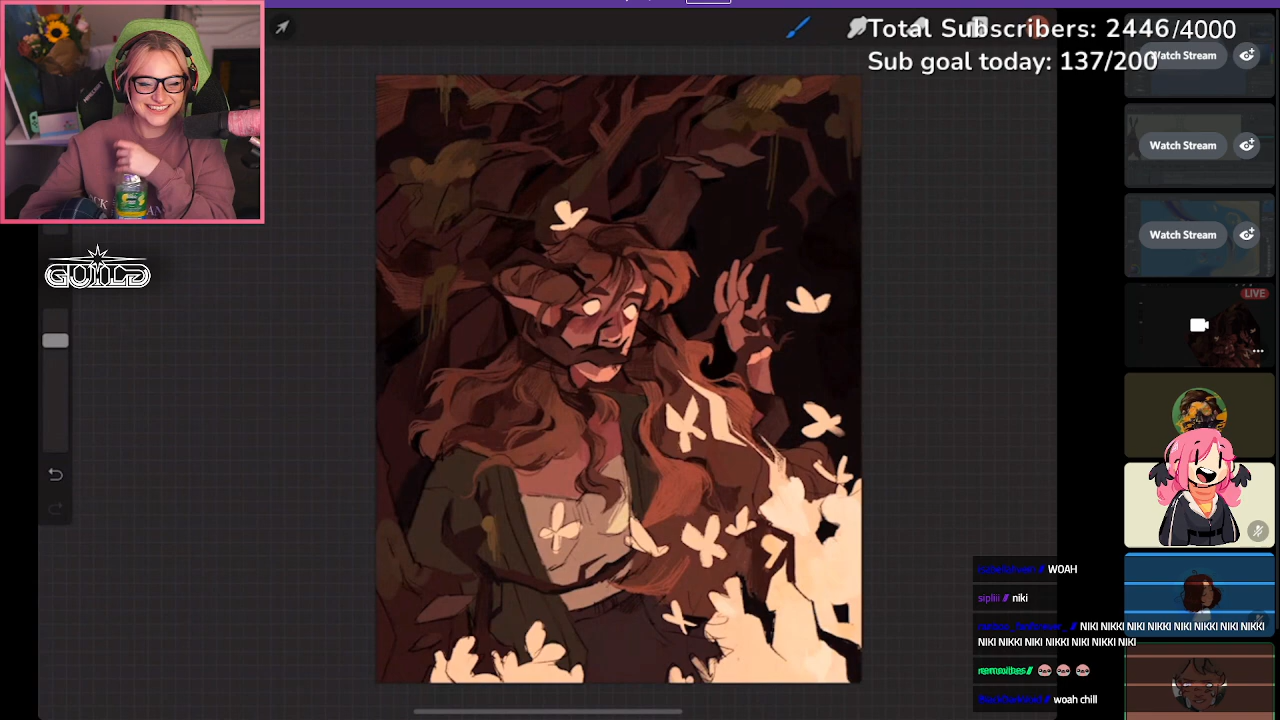 Total Subscribers: 2446/4000
Sub goal today: 137/200
Watch Stream
Watch Stream
Watch Stream
GUILD
LIVE
WOAH
sipliii // niki
NIKI NIKKI NIKI NIKKI NIKI NIKKI NIKI NIKKI
NIKI NIKKI NIKI NIKKI NIKI NIKKI NIKI
woah chill